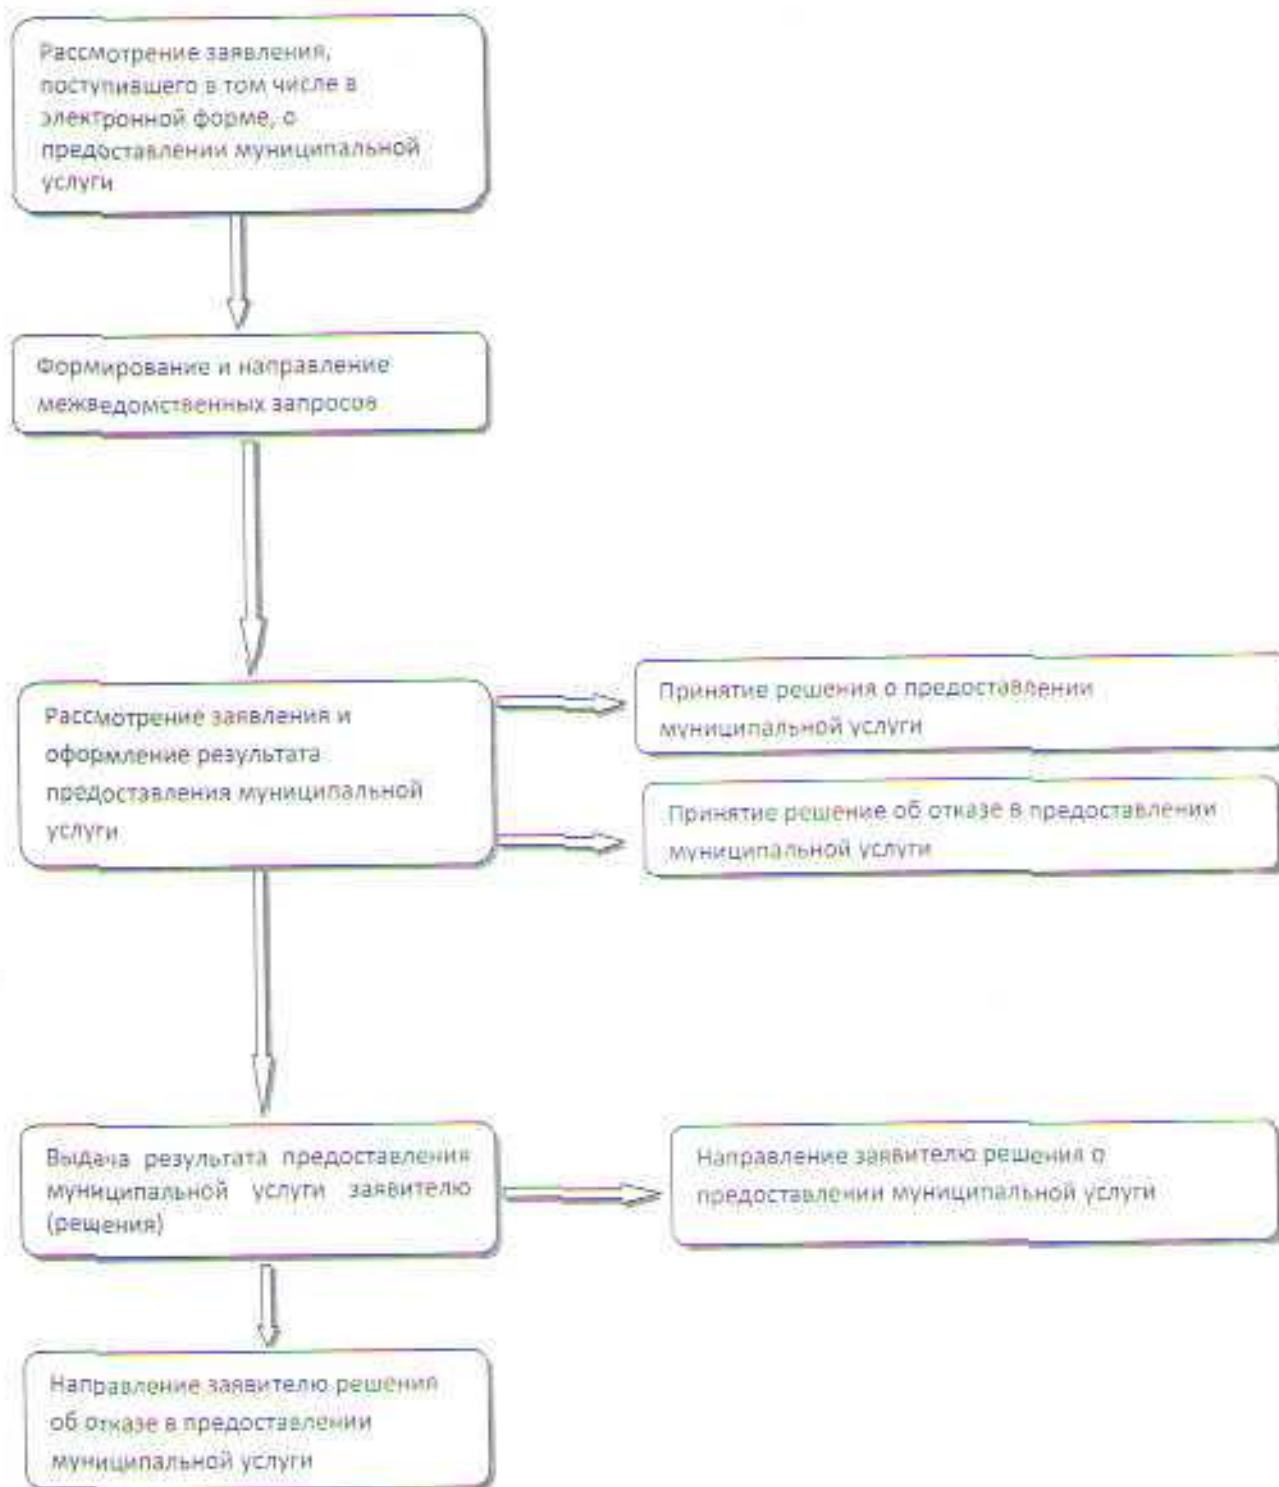 Рассмотрение заявления,
поступившего в том числе в
электронной форме, о
предоставлении муниципальной
услуги
Формирование и направление
межведомственных запросов
Рассмотрение заявления и
оформление результата
предоставления муниципальной
услуги
Принятие решения о предоставлении
муниципальной услуги
Принятие решение об отказе в предоставлении
муниципальной услуги
Выдача результата предоставления
муниципальной услуги заявителю
(рещения)
Направление заявителю решения о
предоставлении муниципальной услуги
Направление заявителю решения
об отказе в предоставлении
муниципальной услуги